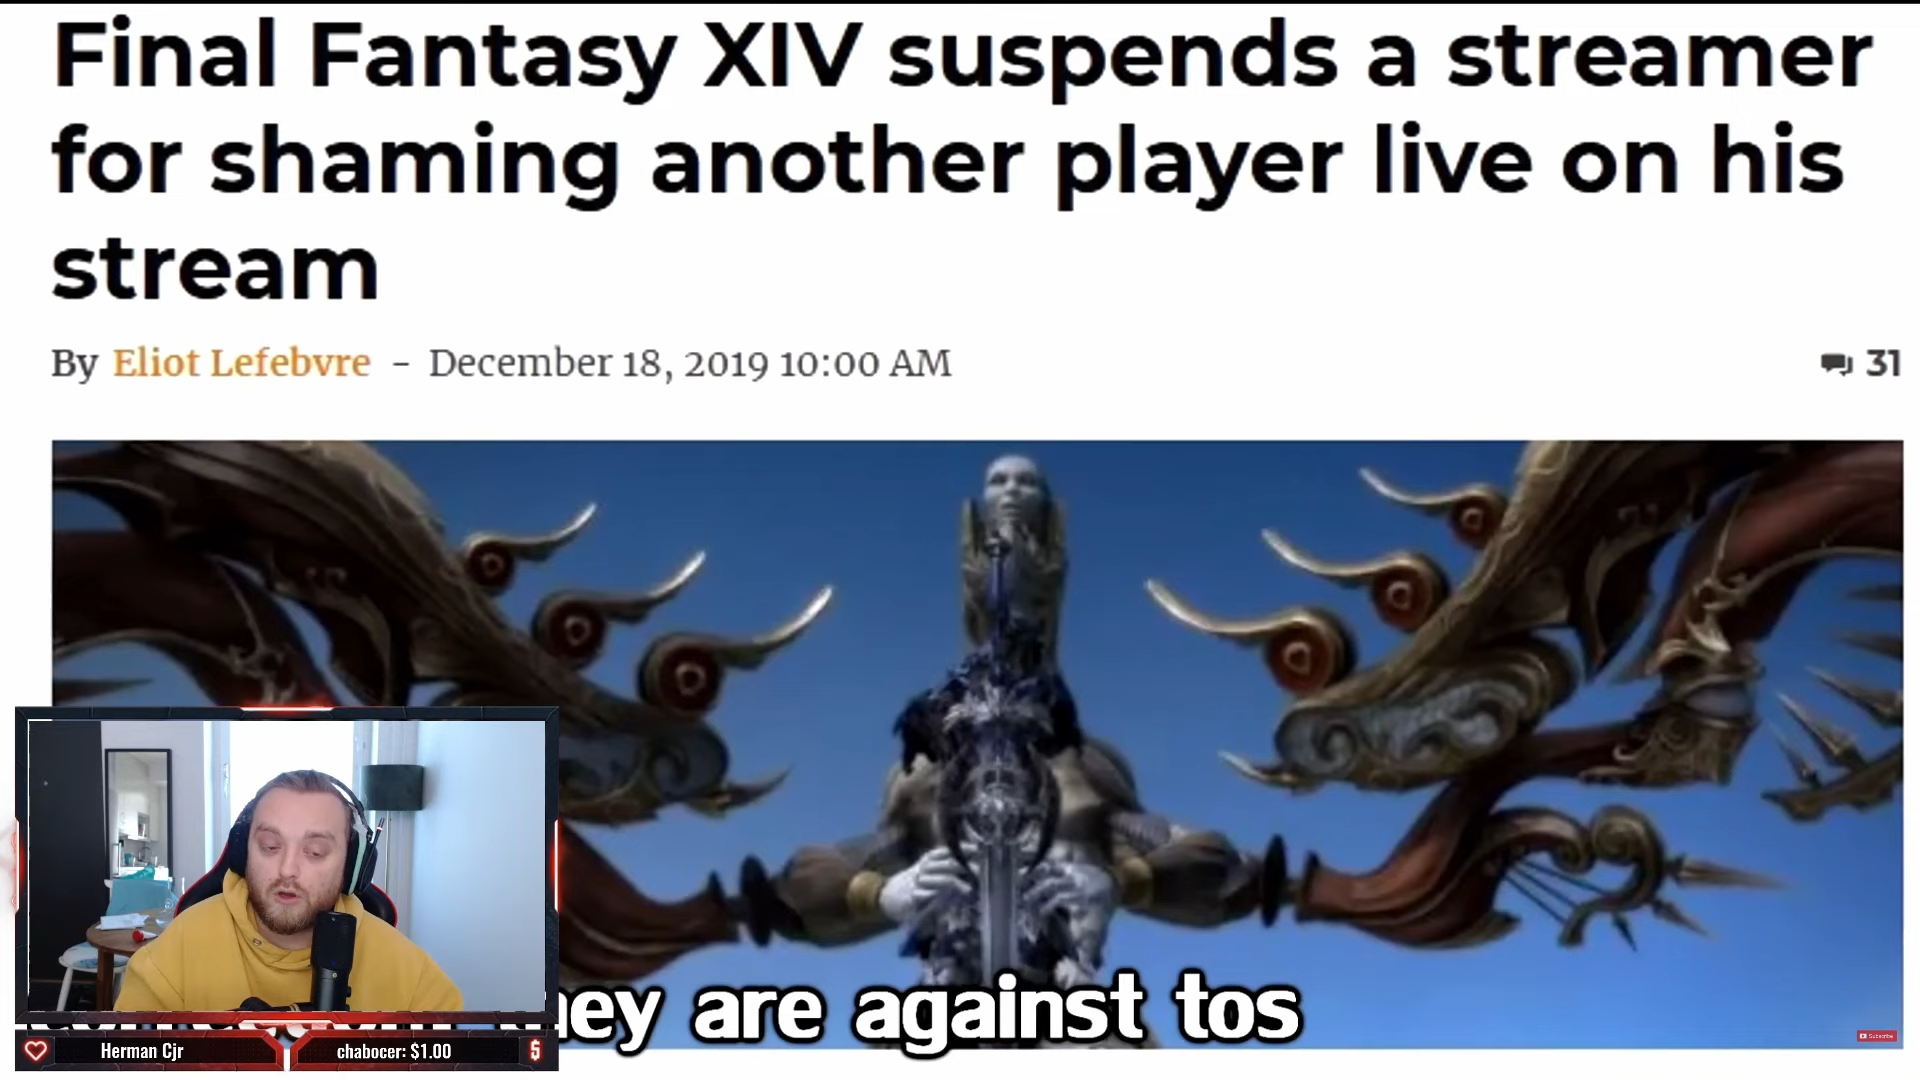 Final Fantasy XIV suspends a streamer
for shaming another player live on his
stream
By Eliot Lefebvre - December 18, 2019 10:00 AM
31
are against tos
Subscribe
Herman Cjr
chabocer: $1.00
$